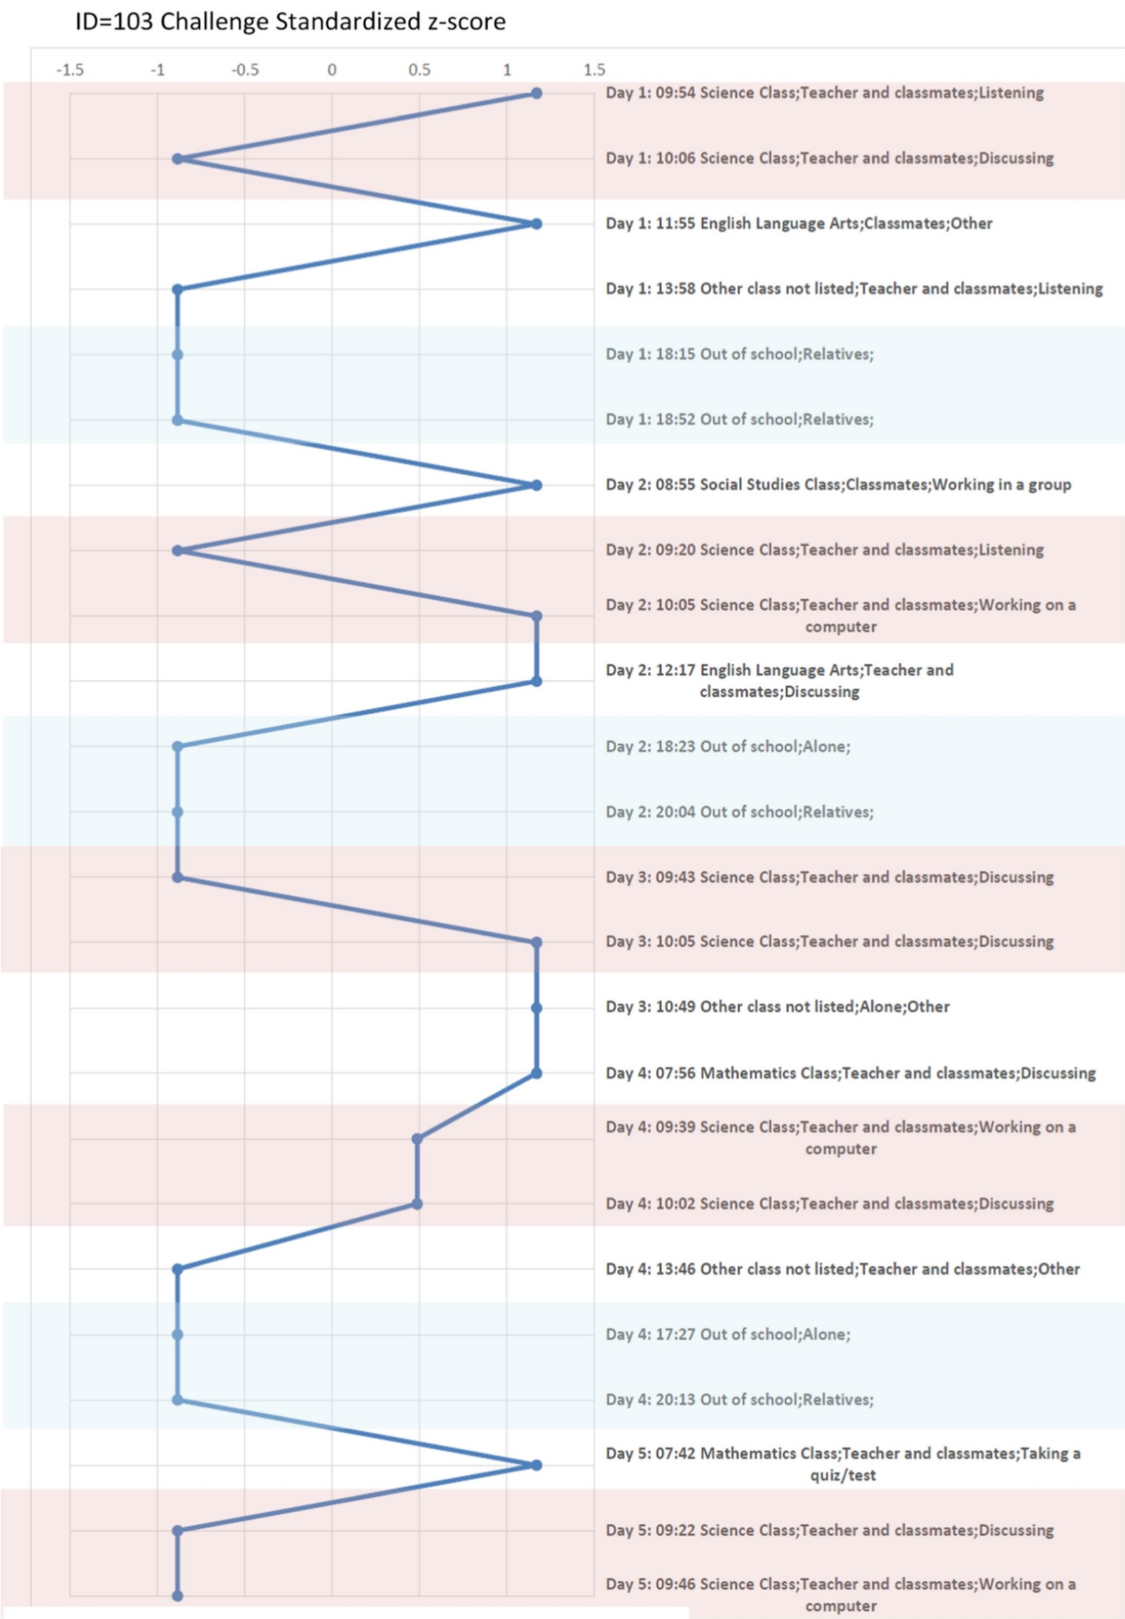 ID=103 Challenge Standardized z-score
-1.5 -1 -0.5 0 0.5 1 1.5
Day 1: 09:54 Science Class;Teacher and classmates;Listening
Day 1: 10:06 Science Class;Teacher and classmates;Discussing
Day 1: 11:55 English Language Arts;Classmates;Other
Day 1: 13:58 Other class not listed;Teacher and classmates;Listening
Day 1: 18:15 Out of school;Relatives;
Day 1: 18:52 Out of school;Relatives;
Day 2: 08:55 Social Studies Class;Classmates;Working in a group
Day 2: 09:20 Science Class;Teacher and classmates;Listening
Day 2: 10:05 Science Class;Teacher and classmates;Working on a
computer
Day 2: 12:17 English Language Arts;Teacher and
classmates;Discussing
Day 2: 18:23 Out of school;Alone;
Day 2: 20:04 Out of school;Relatives;
Day 3: 09:43 Science Class;Teacher and classmates;Discussing
Day 3: 10:05 Science Class;Teacher and classmates;Discussing
Day 3: 10:49 Other class not listed;Alone;Other
Day 4: 07:56 Mathematics Class;Teacher and classmates;Discussing
Day 4: 09:39 Science Class;Teacher and classmates;Working on a
computer
Day 4: 10:02 Science Class;Teacher and classmates;Discussing
Day 4: 13:46 Other class not listed;Teacher and classmates;Other
Day 4: 17:27 Out of school;Alone;
Day 4: 20:13 Out of school;Relatives;
Day 5: 07:42 Mathematics Class;Teacher and classmates;Taking a
quiz/test
Day 5: 09:22 Science Class;Teacher and classmates;Discussing
Day 5: 09:46 Science Class;Teacher and classmates;Working on a
computer